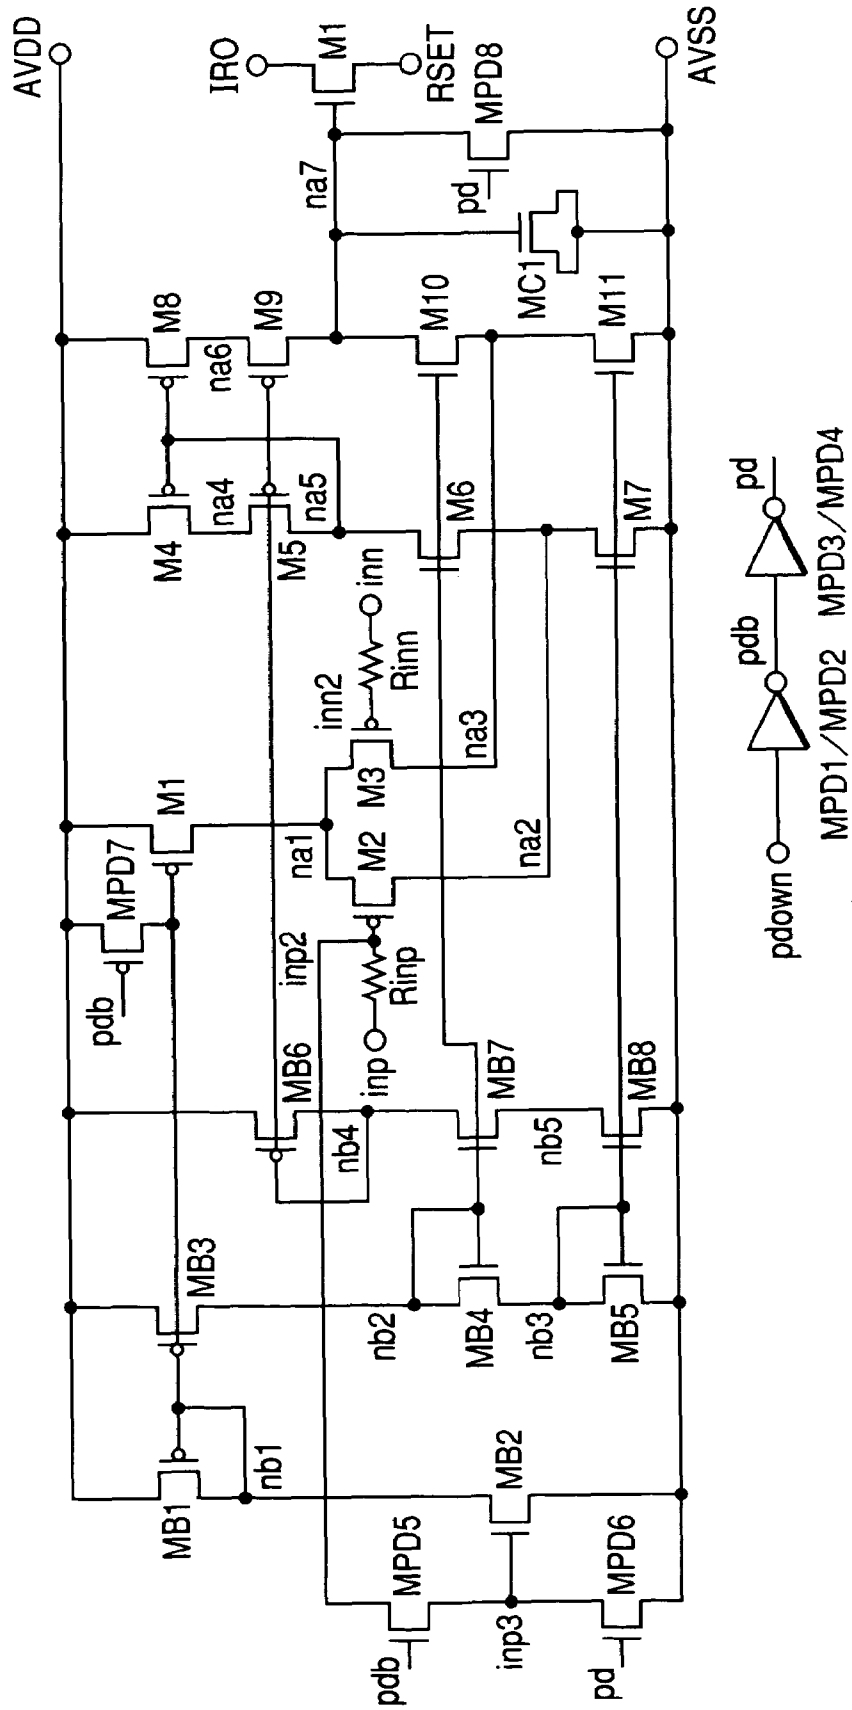 AVDD
IRO
M1
RSET
MPD8
AVSS
na7
pd
MC1
M8
na6
M9
M10
M11
M4
na4
M5
na5
M6
M7
inn
Rinn
inn2
M3
na3
M1
na1
M2
na2
MPD7
pdb
inp2
Rinp
inp
MB6
nb4
MB7
nb5
MB8
MB3
nb2
MB4
nb3
MB5
MB1
nb1
MB2
MPD5
pdb
inp3
MPD6
pd
pdown
pdb
pd
MPD1/MPD2
MPD3/MPD4